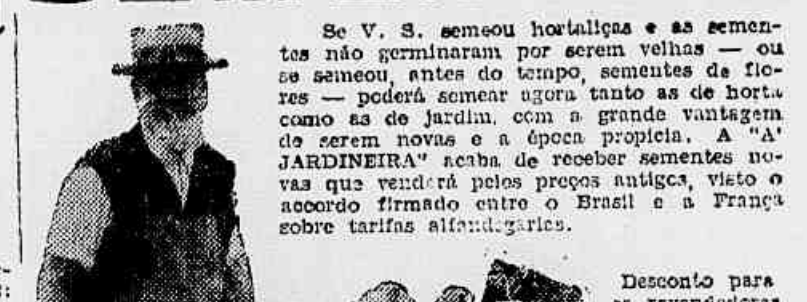 Se V. S. semeou hortaliças e as semen-
tes não germinaram por serem velhas — ou
se semeou, antes do tempo, sementes de flo-
res — poderá semear agora tanto as de horta
como as de jardim, com a grande vantagem
de serem novas e a época propicia. A "A'
JARDINEIRA" acaba de receber sementes no-
vas que venderá pelos preços antigos, visto o
accordo firmado entre o Brasil e a França
sobre tarifas alfandegarias.
Desconto para